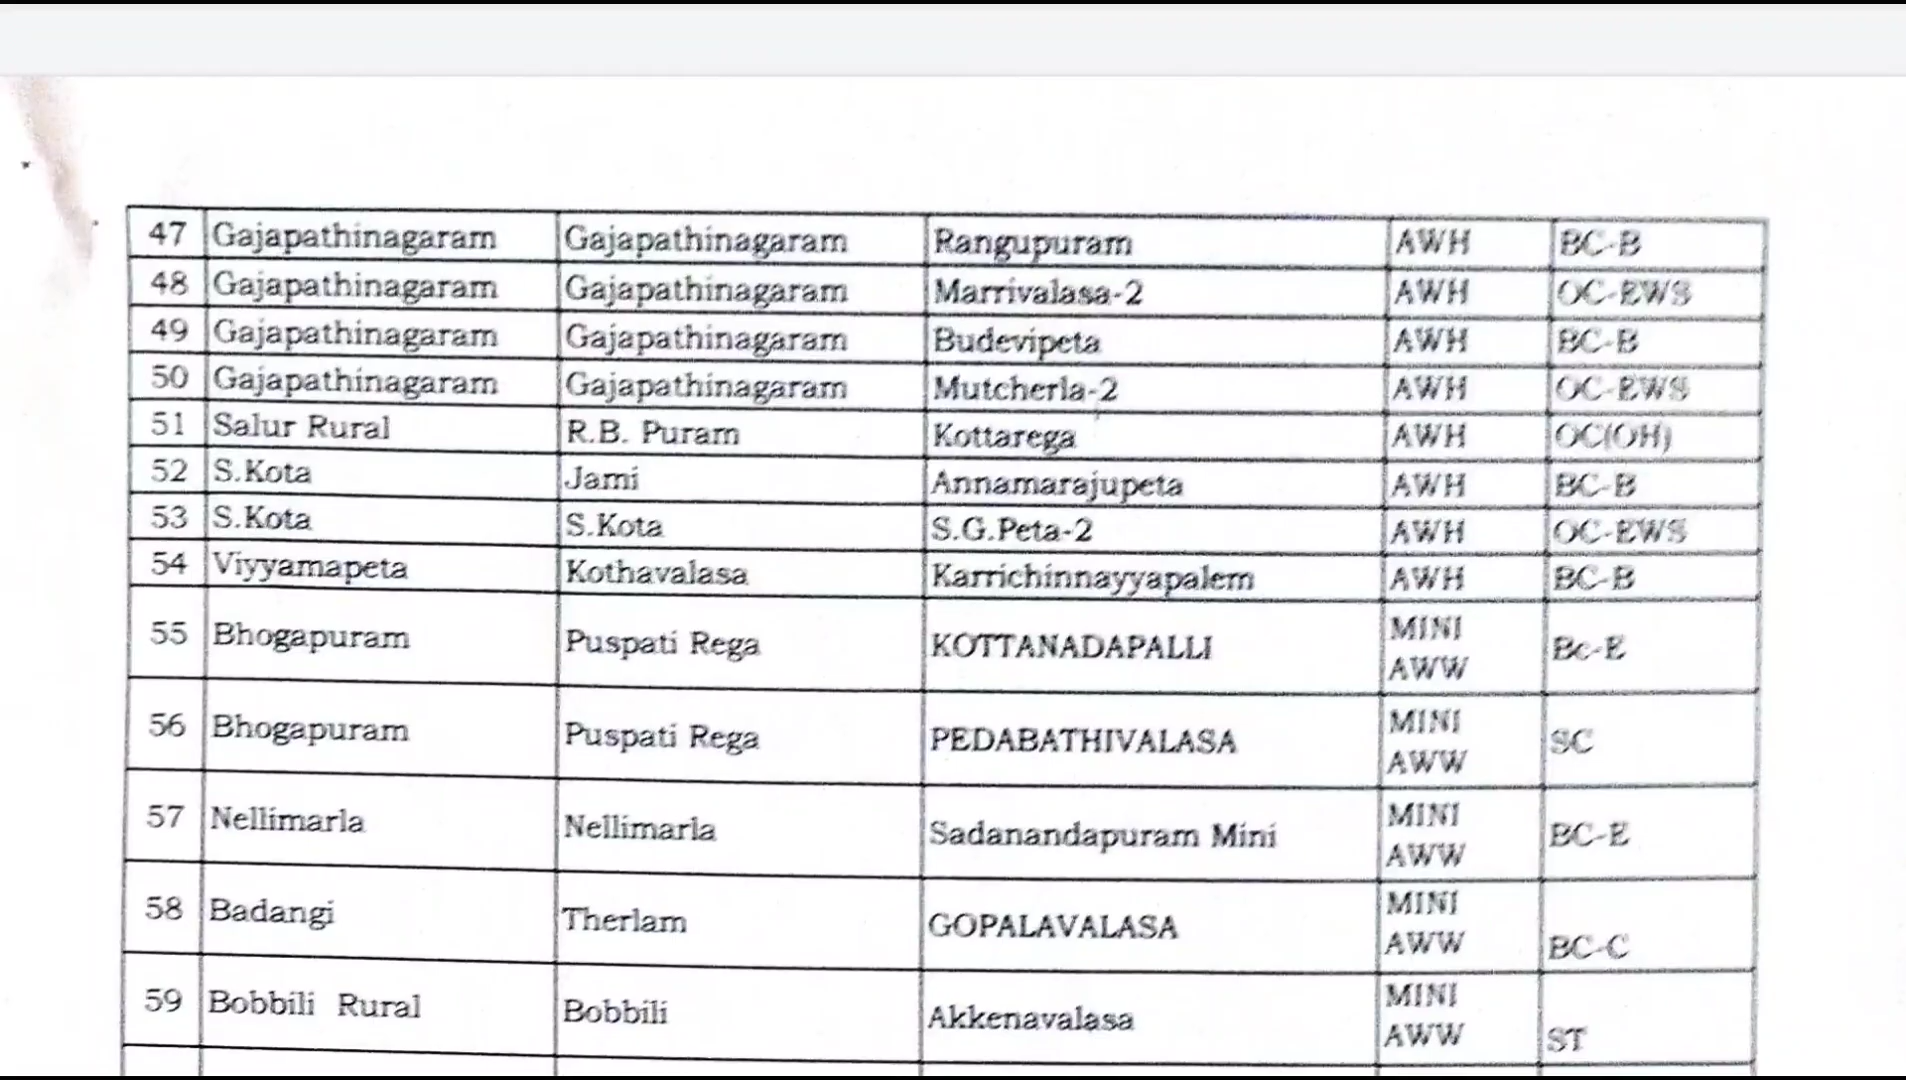 47 Gajapathinagaram Gajapathinagaram Rangupuram AWH BC-B
48 Gajapathinagaram Gajapathinagaram Marrivalasa-2 AWH OC-EWS
49 Gajapathinagaram Gajapathinagaram Budevipeta AWH BC-B
50 Gajapathinagaram Gajapathinagaram Mutcherla-2 AWH OC-EWS
51 Salur Rural R.B. Puram Kottarega AWH OC(OH)
52 S.Kota Jami Annamarajupeta AWH BC-B
53 S.Kota S.Kota S.G.Peta-2 AWH OC-EWS
54 Viyyamapeta Kothavalasa Karrichinnayyapalem AWH BC-B
55 Bhogapuram Puspati Rega KOTTANADAPALLI MINI AWW Bc-E
56 Bhogapuram Puspati Rega PEDABATHIVALASA MINI AWW SC
57 Nellimarla Nellimarla Sadanandapuram Mini MINI AWW BC-E
58 Badangi Therlam GOPALAVALASA MINI AWW BC-C
59 Bobbili Rural Bobbili Akkenavalasa MINI AWW ST